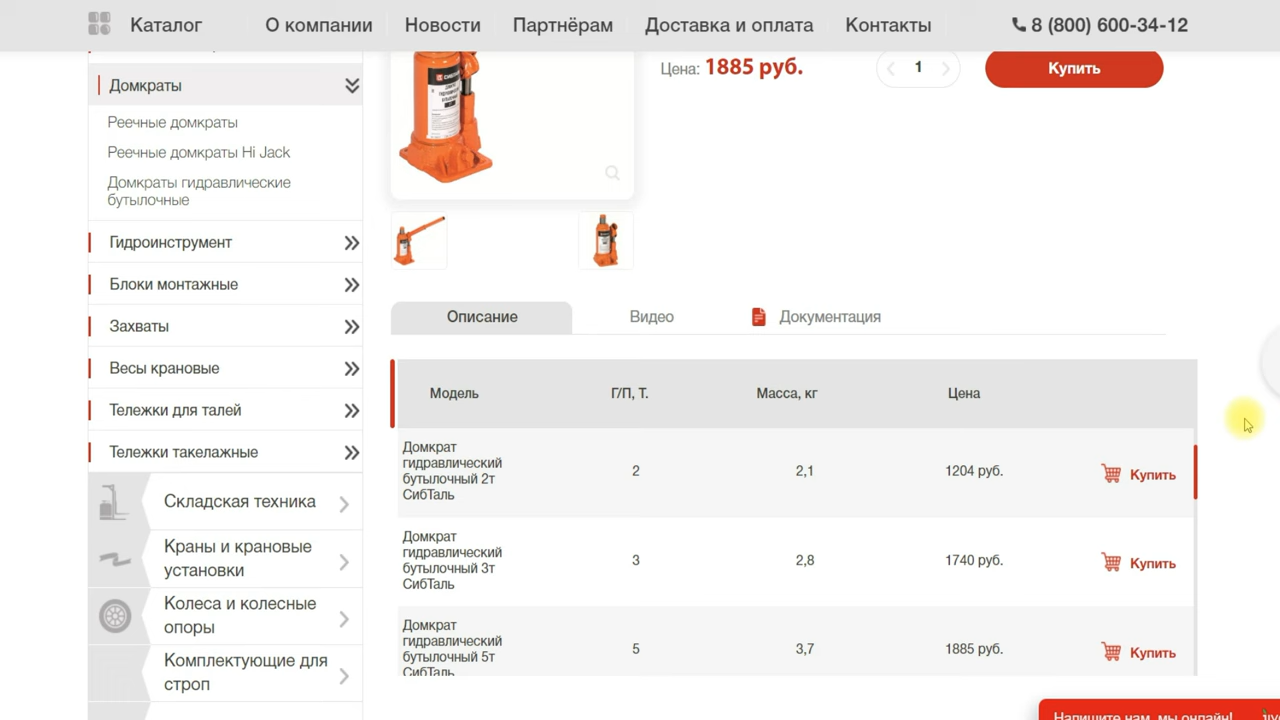 Каталог
О компании
Новости
Партнёрам
Доставка и оплата
Контакты
8 (800) 600-34-12
Цена: 1885 руб.
1
Купить
Домкраты
Реечные домкраты
Реечные домкраты Hi Jack
Домкраты гидравлические
бутылочные
Гидроинструмент
Блоки монтажные
Захваты
Весы крановые
Тележки для талей
Тележки такелажные
Складская техника
Краны и крановые
установки
Колеса и колесные
опоры
Комплектующие для
строп
Описание
Видео
Документация
Модель
Г/П, Т.
Масса, кг
Цена
Домкрат
гидравлический
бутылочный 2т
СибТаль
2
2,1
1204 руб.
Купить
Домкрат
гидравлический
бутылочный 3т
СибТаль
3
2,8
1740 руб.
Купить
Домкрат
гидравлический
бутылочный 5т
СибТаль
5
3,7
1885 руб.
Купить
Напишите нам, мы онлайн!